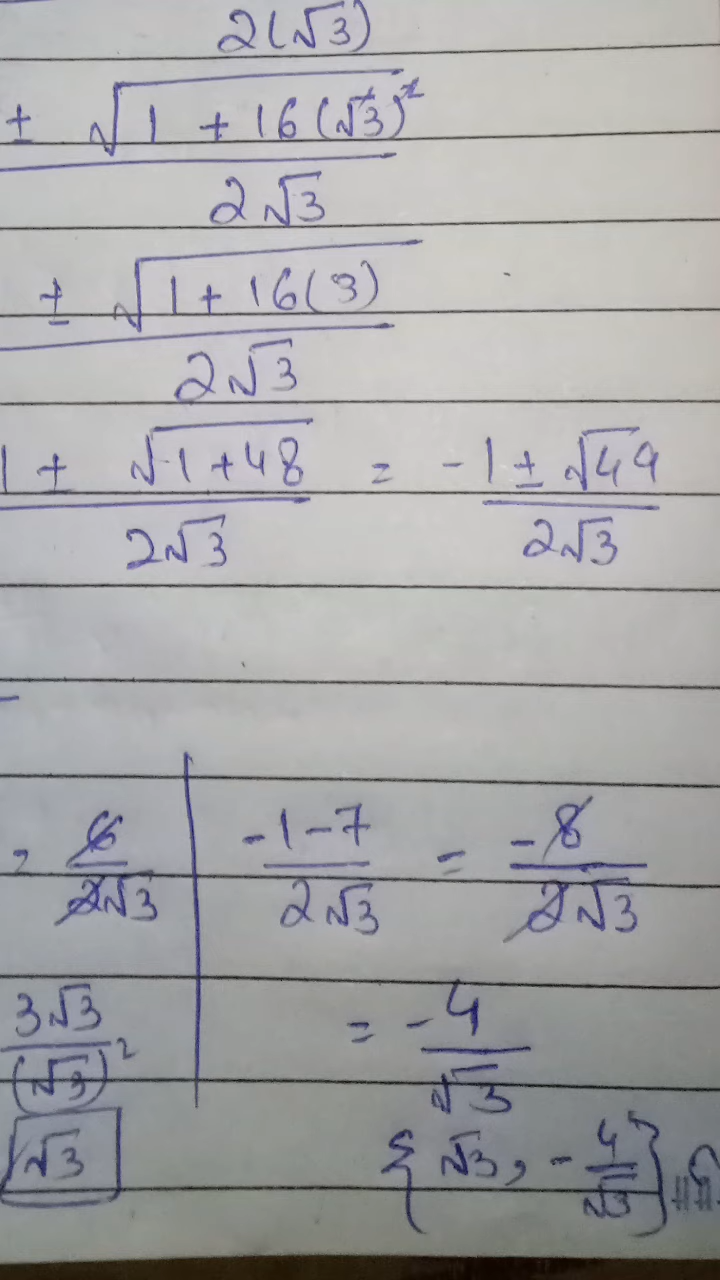 2(√3)
± √1 + 16(√3)²
2√3
± √1 + 16(3)
2√3
1 ± √1 + 48 = -1 ± √49
2√3 2√3
= 6 -1 - 7 = -8
2√3 2√3 2√3
3√3 = -4
(√3)² √3
√3 { √3, - 4/√3 }